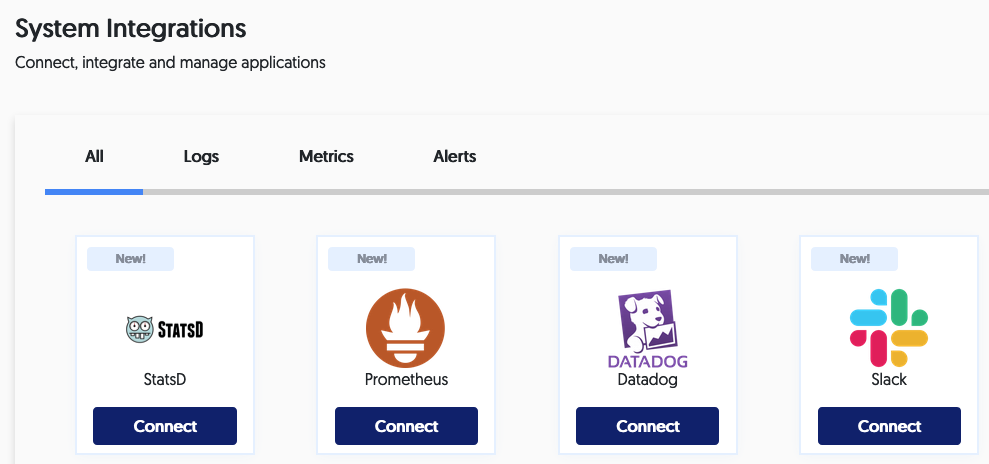 System Integrations
Connect, integrate and manage applications
All Logs Metrics Alerts
New! New! New! New!
STATSD
DATADOG
StatsD Prometheus Datadog Slack
Connect Connect Connect Connect